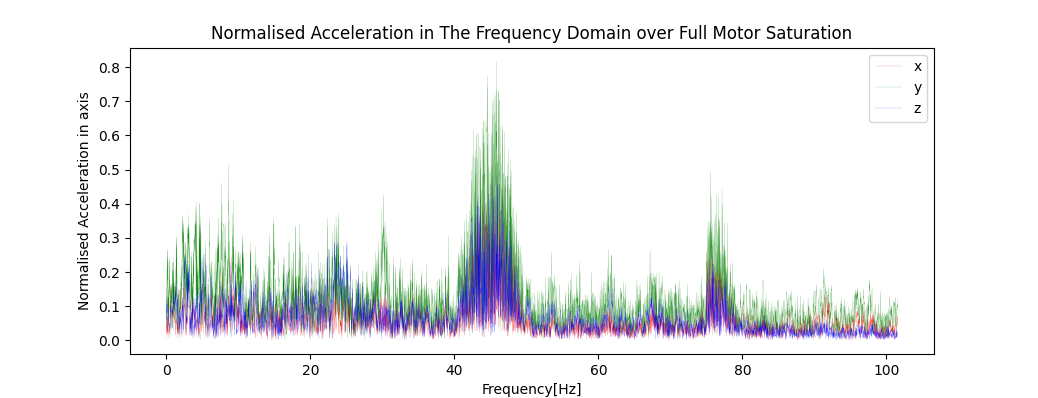 Normalised Acceleration in The Frequency Domain over Full Motor Saturation
x
y
z
0.8
0.7
0.6
0.5
0.4
0.3
0.2
0.1
0.0
Normalised Acceleration in axis
0 20 40 60 80 100
Frequency[Hz]